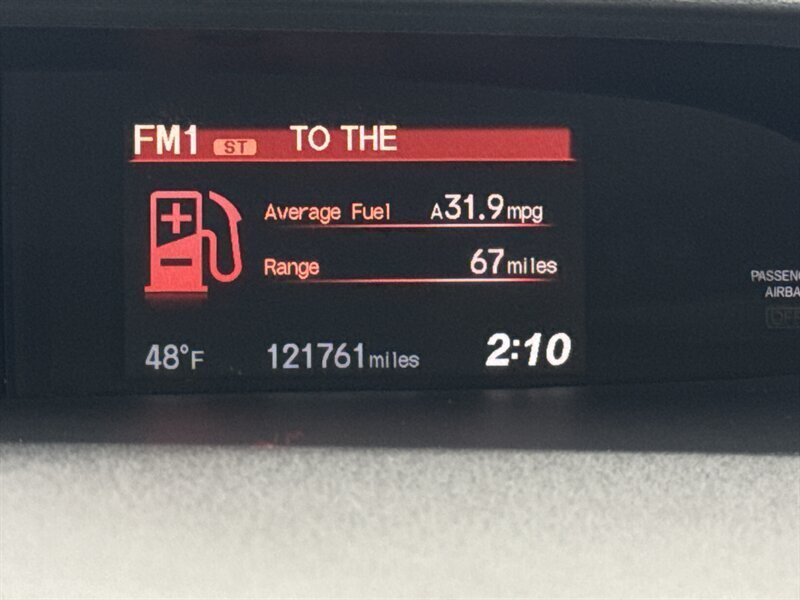 FM1 ST TO THE
Average Fuel A31.9mpg
Range 67miles
48°F 121761miles 2:10